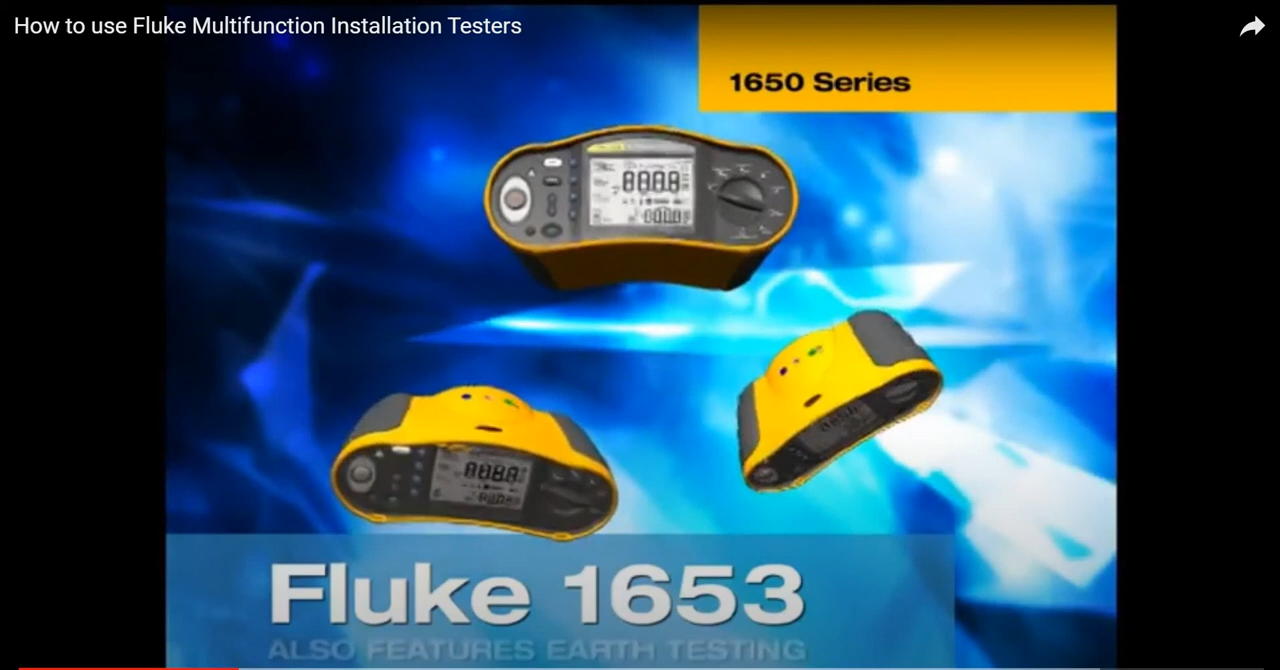 How to use Fluke Multifunction Installation Testers
1650 Series
Fluke 1653
ALSO FEATURES EARTH TESTING